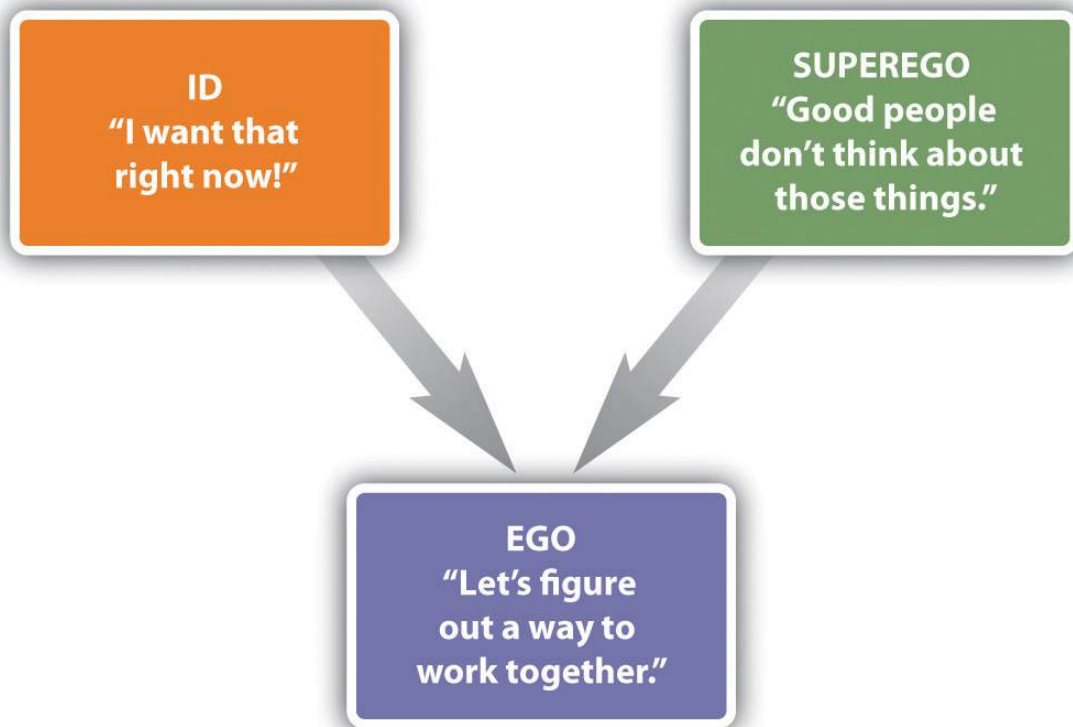 ID
“I want that
right now!”
SUPEREGO
“Good people
don’t think about
those things.”
EGO
“Let’s figure
out a way to
work together.”